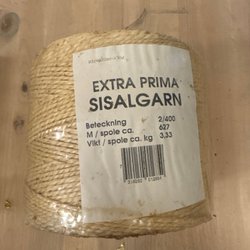 EXTRA PRIMA
SISALGARN
Beteckning 2/400
M / spole ca. 627
Vikt / spole ca. kg 3,33